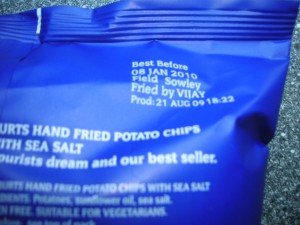 Best Before
08 JAN 2010
Field Sowley
Fried by VIJAY
Prod: 21 AUG 09 18:22
URTS HAND FRIED POTATO CHIPS
WITH SEA SALT
ourists dream and our best seller.
URTS HAND FRIED POTATO CHIPS WITH SEA SALT
DIENTS: Potatoes, sunflower oil, sea salt.
EN FREE. SUITABLE FOR VEGETARIANS.